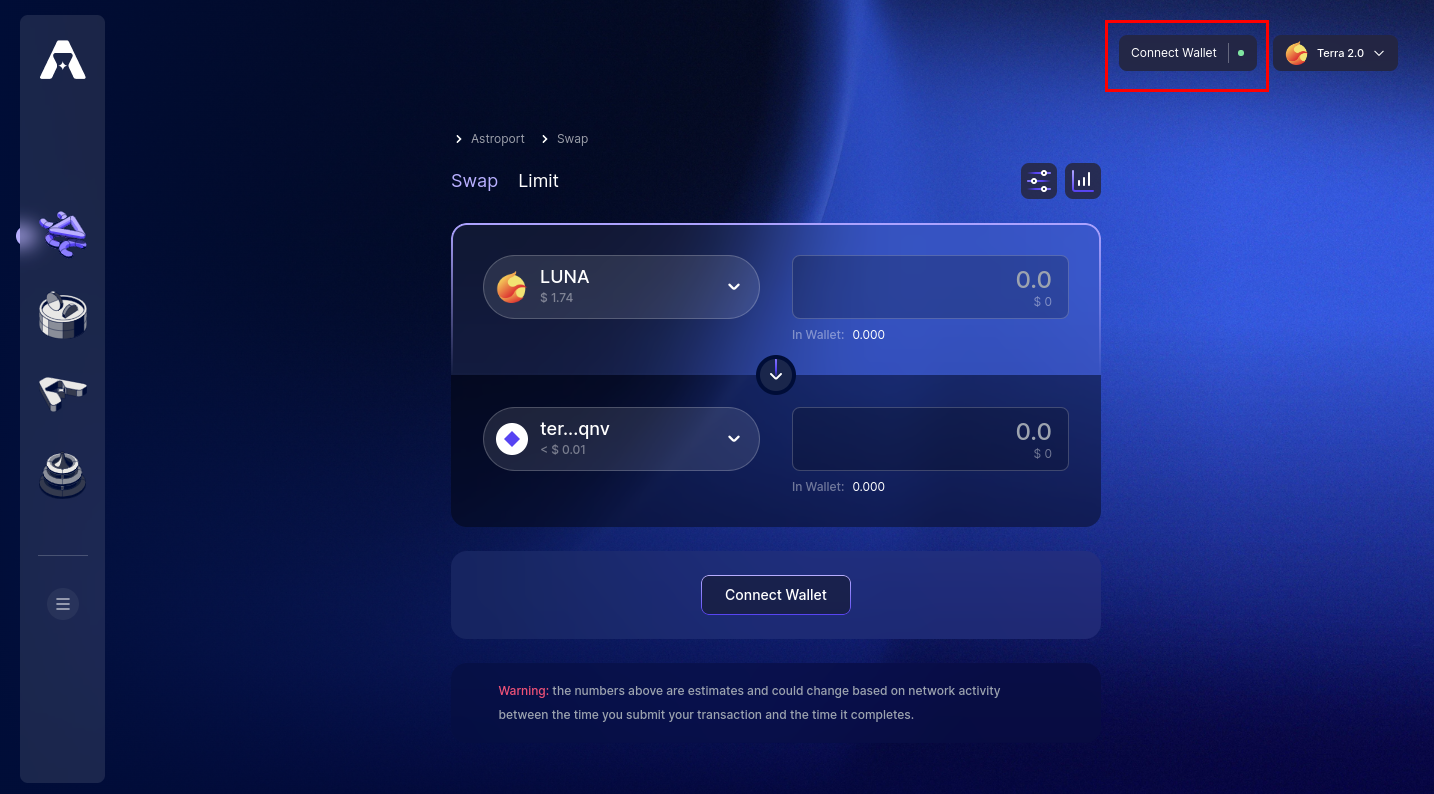 Connect Wallet
Terra 2.0
Astroport
Swap
Swap
Limit
LUNA
$ 1.74
0.0
$ 0
In Wallet: 0.000
ter...qnv
< $ 0.01
0.0
$ 0
In Wallet: 0.000
Connect Wallet
Warning: the numbers above are estimates and could change based on network activity
between the time you submit your transaction and the time it completes.